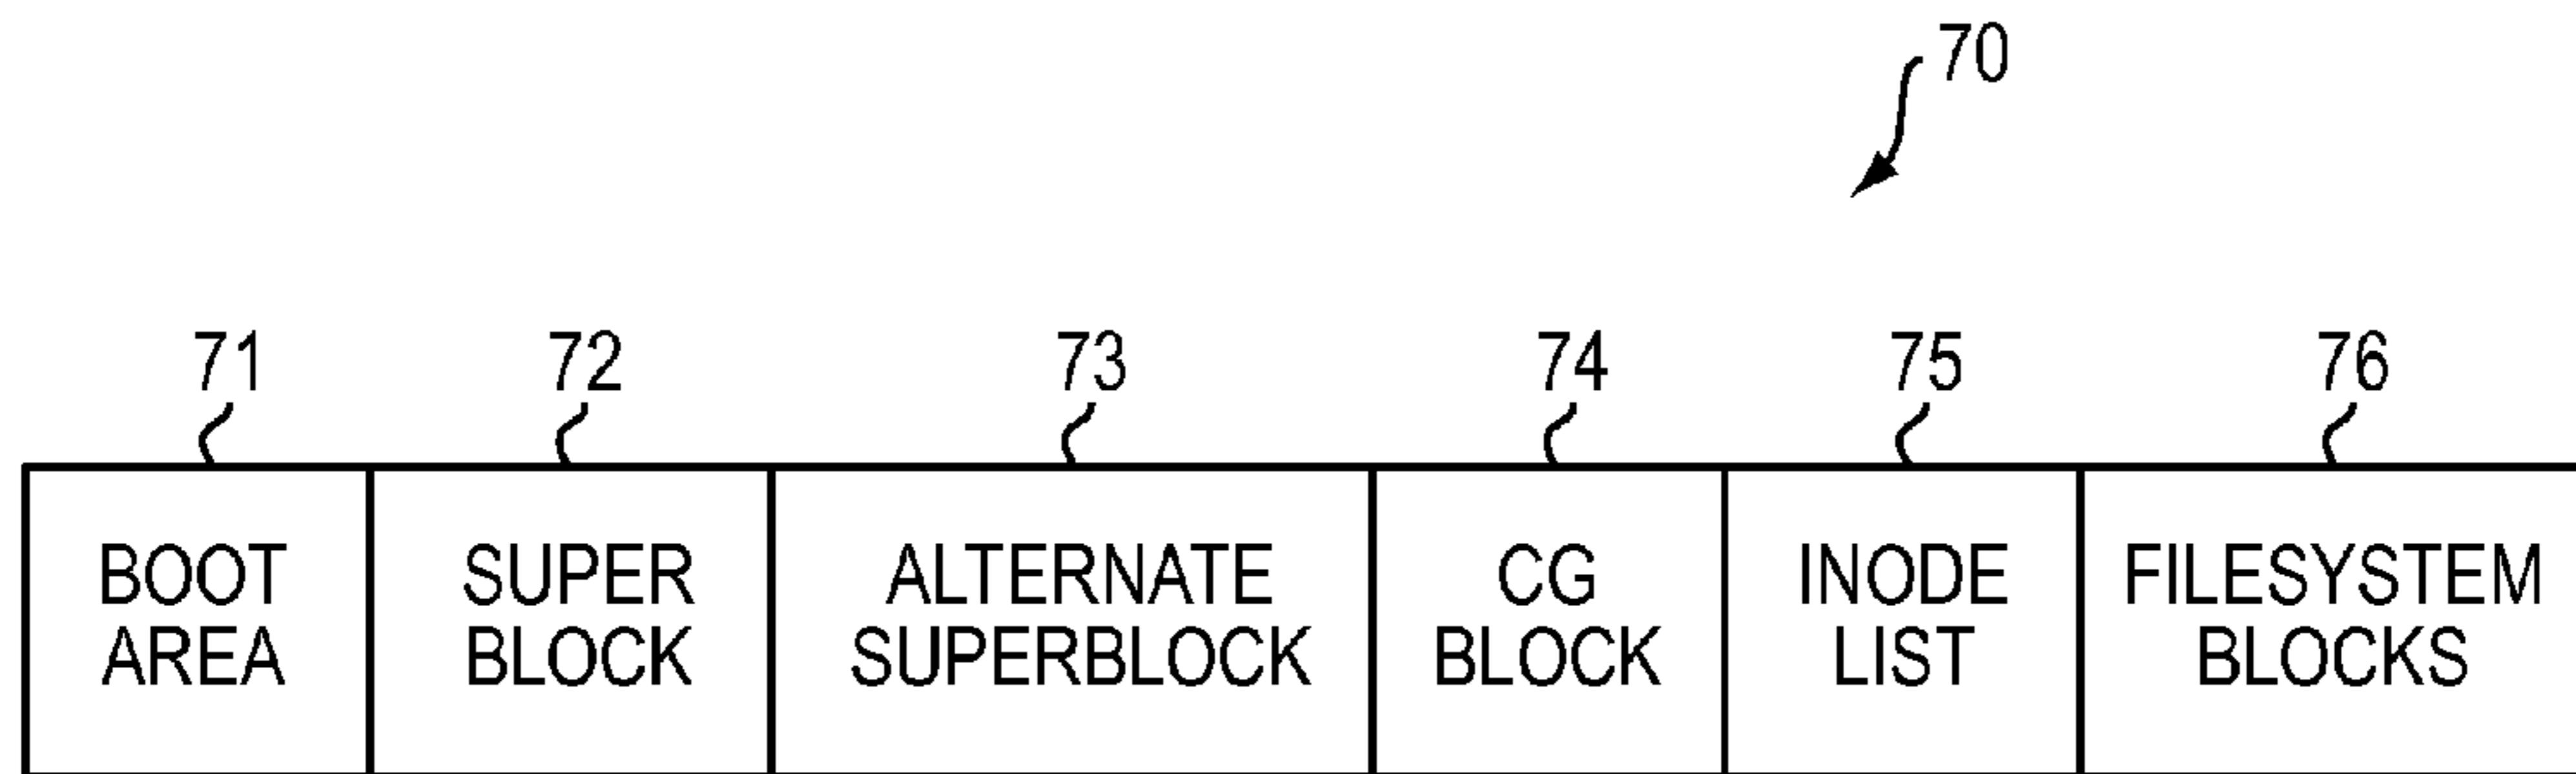 70
71 72 73 74 75 76
BOOT AREA
SUPER BLOCK
ALTERNATE SUPERBLOCK
CG BLOCK
INODE LIST
FILESYSTEM BLOCKS